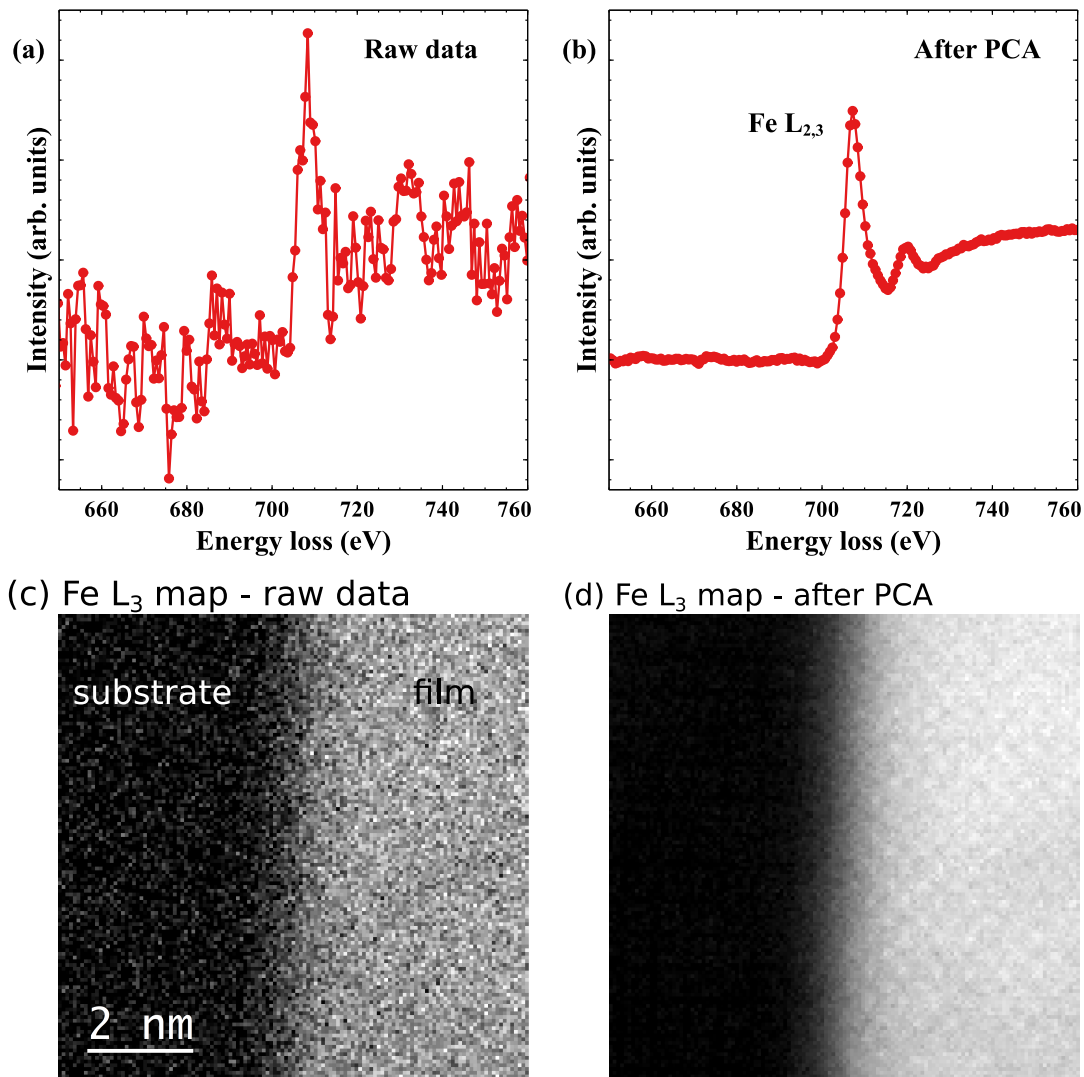 (a) Raw data
Intensity (arb. units)
660 680 700 720 740 760
Energy loss (eV)
(b) After PCA
Fe L2,3
Intensity (arb. units)
660 680 700 720 740 760
Energy loss (eV)
(c) Fe L3 map - raw data
substrate film
2 nm
(d) Fe L3 map - after PCA